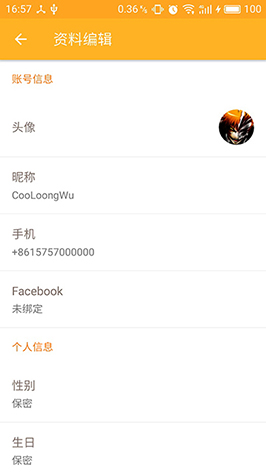 16:57 0.36% 4G 100
资料编辑
账号信息
头像
昵称
CooLoongWu
手机
+8615757000000
Facebook
未绑定
个人信息
性别
保密
生日
保密